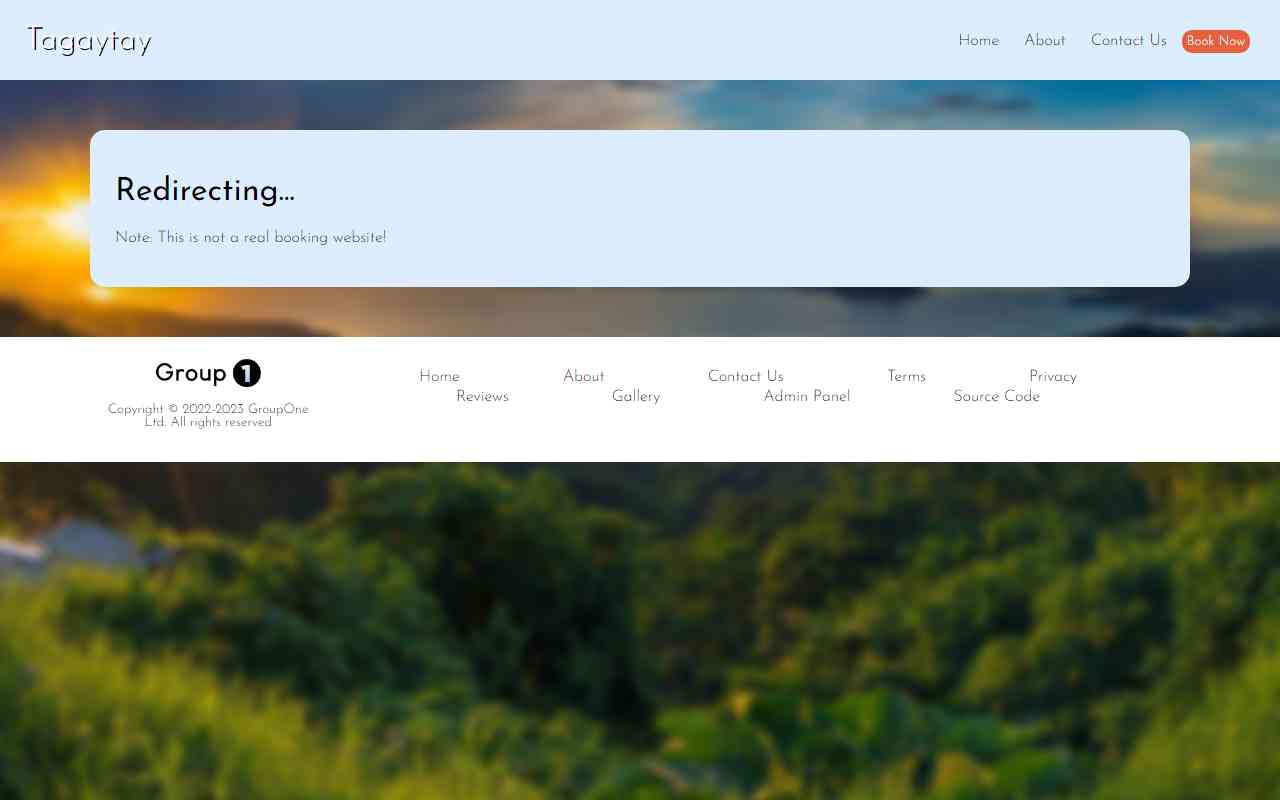 Tagaytay
Home About Contact Us Book Now
Redirecting...
Note: This is not a real booking website!
Group 1
Copyright © 2022-2023 GroupOne
Ltd. All rights reserved
Home About Contact Us Terms Privacy
Reviews Gallery Admin Panel Source Code